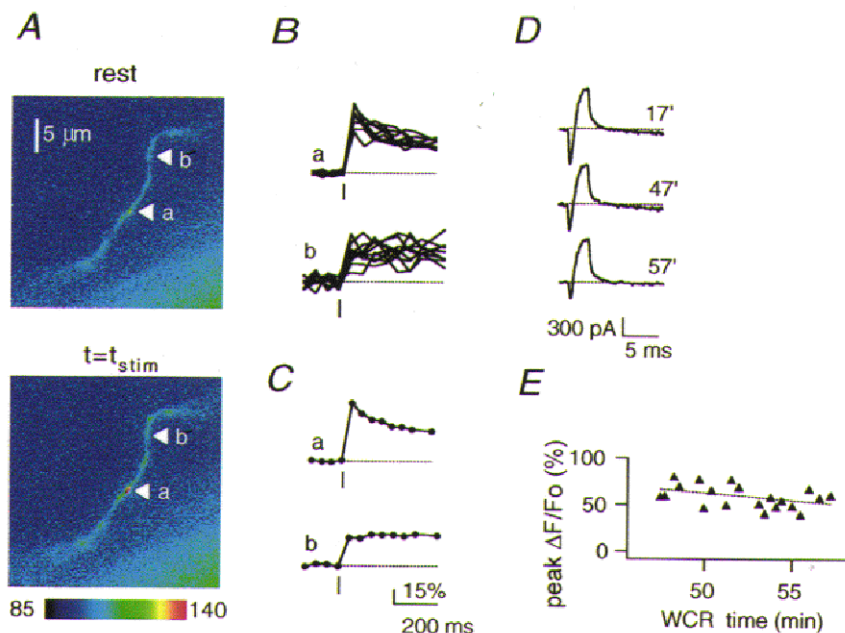 A
rest
5 μm
b
a
t=tstim
b
a
85
140
B
a
b
C
a
b
15%
200 ms
D
17'
47'
57'
300 pA
5 ms
E
peak ΔF/Fo (%)
100
50
0
50
55
WCR time (min)